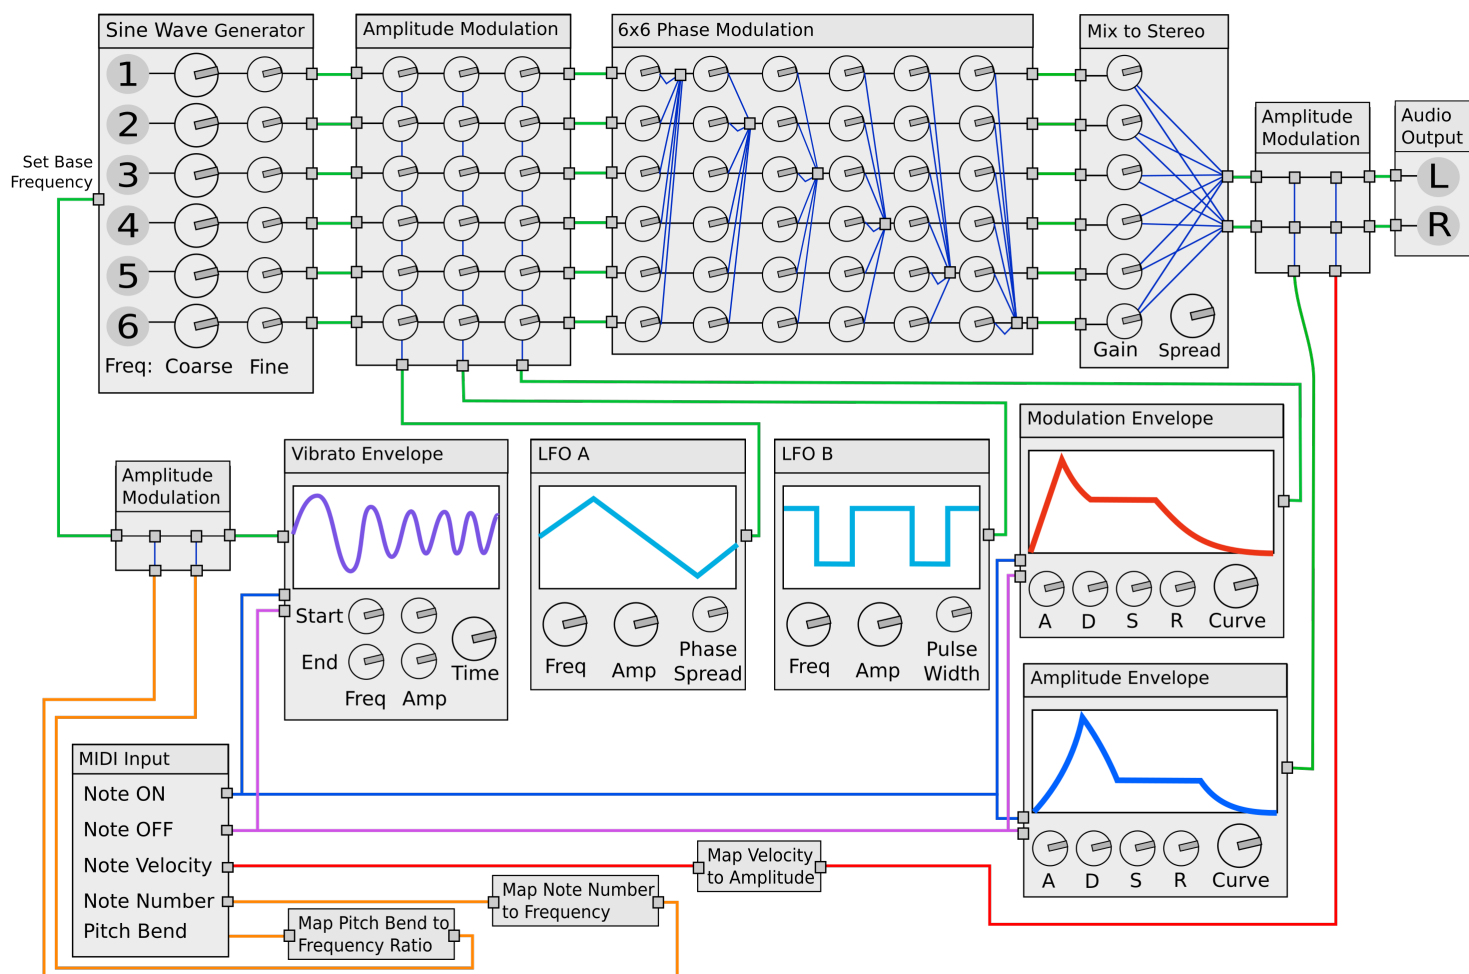 Sine Wave Generator
1
2
3
4
5
6
Freq: Coarse Fine
Amplitude Modulation
6x6 Phase Modulation
Mix to Stereo
Gain Spread
Amplitude
Modulation
Audio
Output
L
R
Set Base
Frequency
Amplitude
Modulation
Vibrato Envelope
Start
End
Freq Amp
Time
LFO A
Freq Amp
Phase
Spread
LFO B
Freq Amp
Pulse
Width
Modulation Envelope
A D S R Curve
Amplitude Envelope
A D S R Curve
MIDI Input
Note ON
Note OFF
Note Velocity
Note Number
Pitch Bend
Map Velocity
to Amplitude
Map Note Number
to Frequency
Map Pitch Bend to
Frequency Ratio